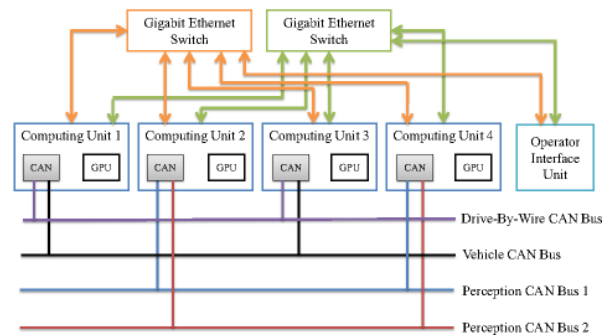 Gigabit Ethernet
Switch
Gigabit Ethernet
Switch
Computing Unit 1
CAN
GPU
Computing Unit 2
CAN
GPU
Computing Unit 3
CAN
GPU
Computing Unit 4
CAN
GPU
Operator
Interface
Unit
Drive-By-Wire CAN Bus
Vehicle CAN Bus
Perception CAN Bus 1
Perception CAN Bus 2